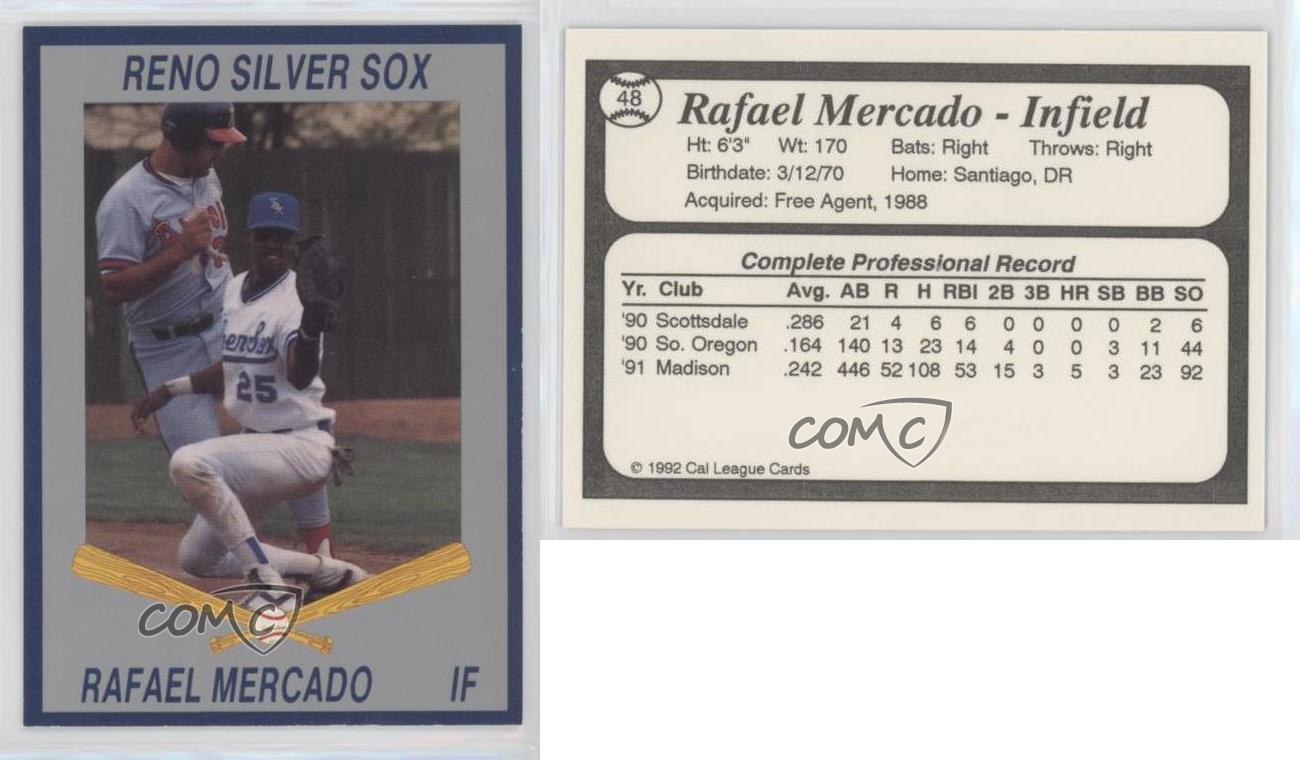 RENO SILVER SOX
SX
25
COMC
RAFAEL MERCADO IF
48
Rafael Mercado - Infield
Ht: 6'3" Wt: 170 Bats: Right Throws: Right
Birthdate: 3/12/70 Home: Santiago, DR
Acquired: Free Agent, 1988
Complete Professional Record
Yr. Club Avg. AB R H RBI 2B 3B HR SB BB SO
'90 Scottsdale .286 21 4 6 6 0 0 0 0 2 6
'90 So. Oregon .164 140 13 23 14 4 0 0 3 11 44
'91 Madison .242 446 52 108 53 15 3 5 3 23 92
COMC
© 1992 Cal League Cards